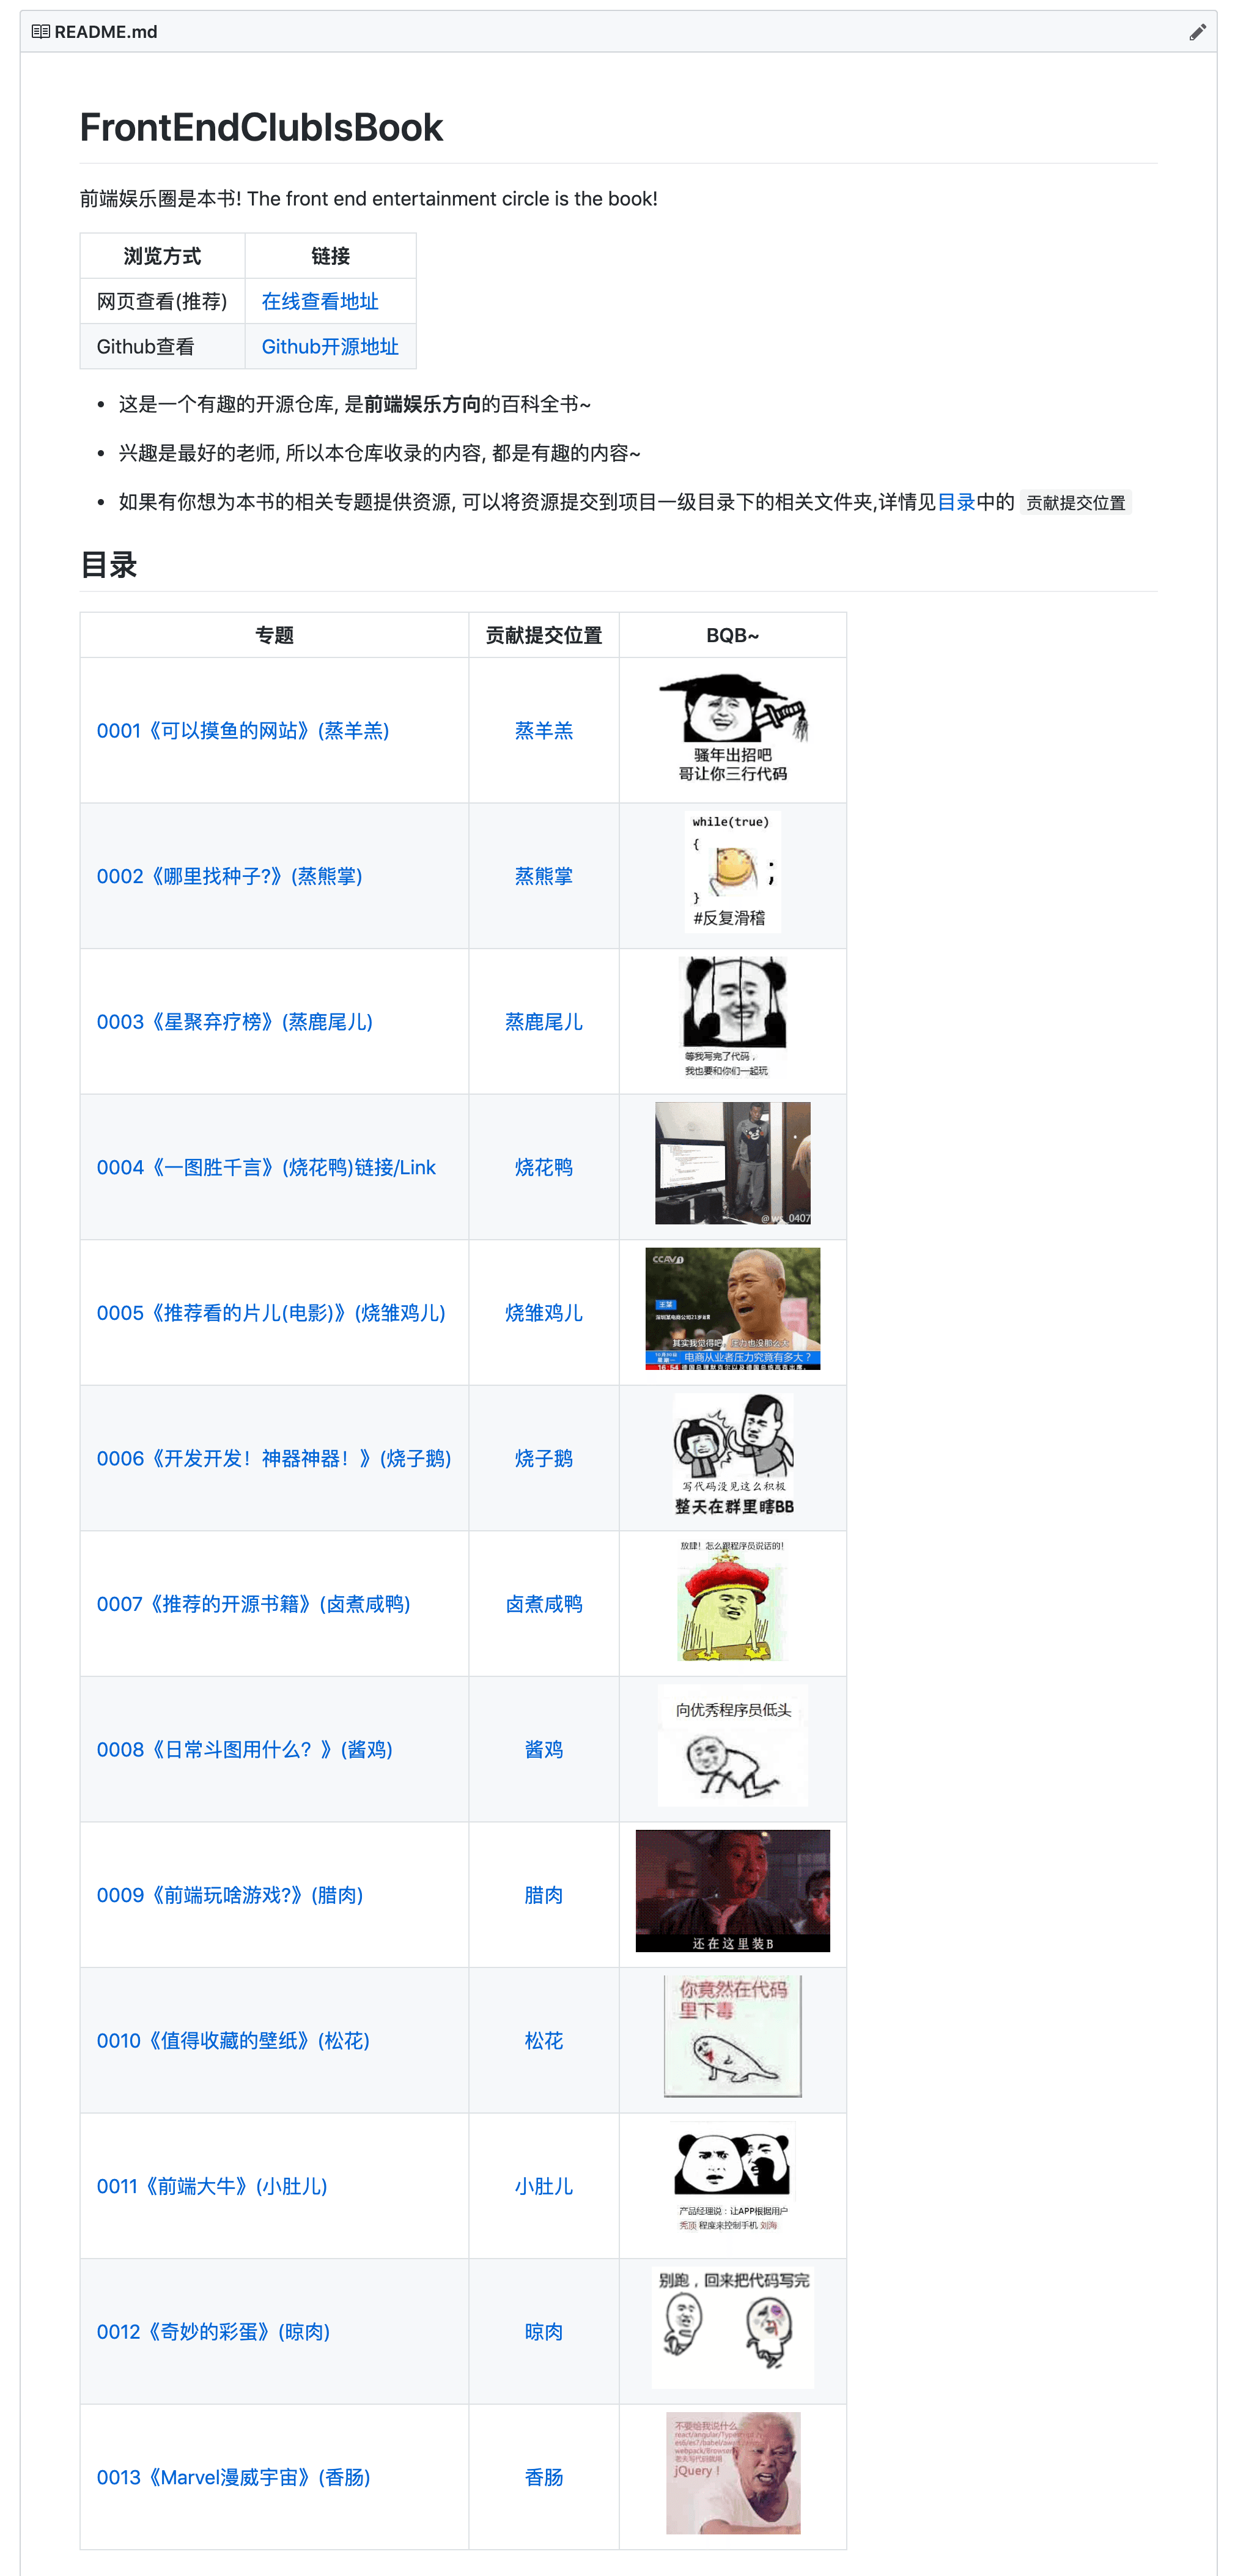 README.md
FrontEndClubIsBook
前端娱乐圈是本书! The front end entertainment circle is the book!
浏览方式 链接
网页查看(推荐) 在线查看地址
Github查看 Github开源地址
这是一个有趣的开源仓库, 是前端娱乐方向的百科全书~
兴趣是最好的老师, 所以本仓库收录的内容, 都是有趣的内容~
如果有你想为本书的相关专题提供资源, 可以将资源提交到项目一级目录下的相关文件夹,详情见目录中的 贡献提交位置
目录
专题 贡献提交位置 BQB~
0001《可以摸鱼的网站》(蒸羊羔) 蒸羊羔
骚年出招吧
哥让你三行代码
0002《哪里找种子?》(蒸熊掌) 蒸熊掌
while(true)
{
;
}
#反复滑稽
0003《星聚弃疗榜》(蒸鹿尾儿) 蒸鹿尾儿
等我写完了代码，
我也要和你们一起玩
0004《一图胜千言》(烧花鸭)链接/Link 烧花鸭
@ws_0407
0005《推荐看的片儿(电影)》(烧雏鸡儿) 烧雏鸡儿
CCAV1
王某
其实我觉得吧，压力也没那么大
电商从业者压力究竟有多大？
16:54
0006《开发开发！神器神器！》(烧子鹅) 烧子鹅
写代码没见这么积极
整天在群里瞎BB
0007《推荐的开源书籍》(卤煮咸鸭) 卤煮咸鸭
放肆！怎么跟程序员说话的！
0008《日常斗图用什么？》(酱鸡) 酱鸡
向优秀程序员低头
0009《前端玩啥游戏?》(腊肉) 腊肉
还在这里装B
0010《值得收藏的壁纸》(松花) 松花
你竟然在代码
里下毒
0011《前端大牛》(小肚儿) 小肚儿
产品经理说：让APP根据用户
秃顶 程度来控制手机 刘海
0012《奇妙的彩蛋》(晾肉) 晾肉
别跑，回来把代码写完
0013《Marvel漫威宇宙》(香肠) 香肠
不要给我说什么
react/angular/
es6/es7/babel/
webpack/Browser
jQuery！